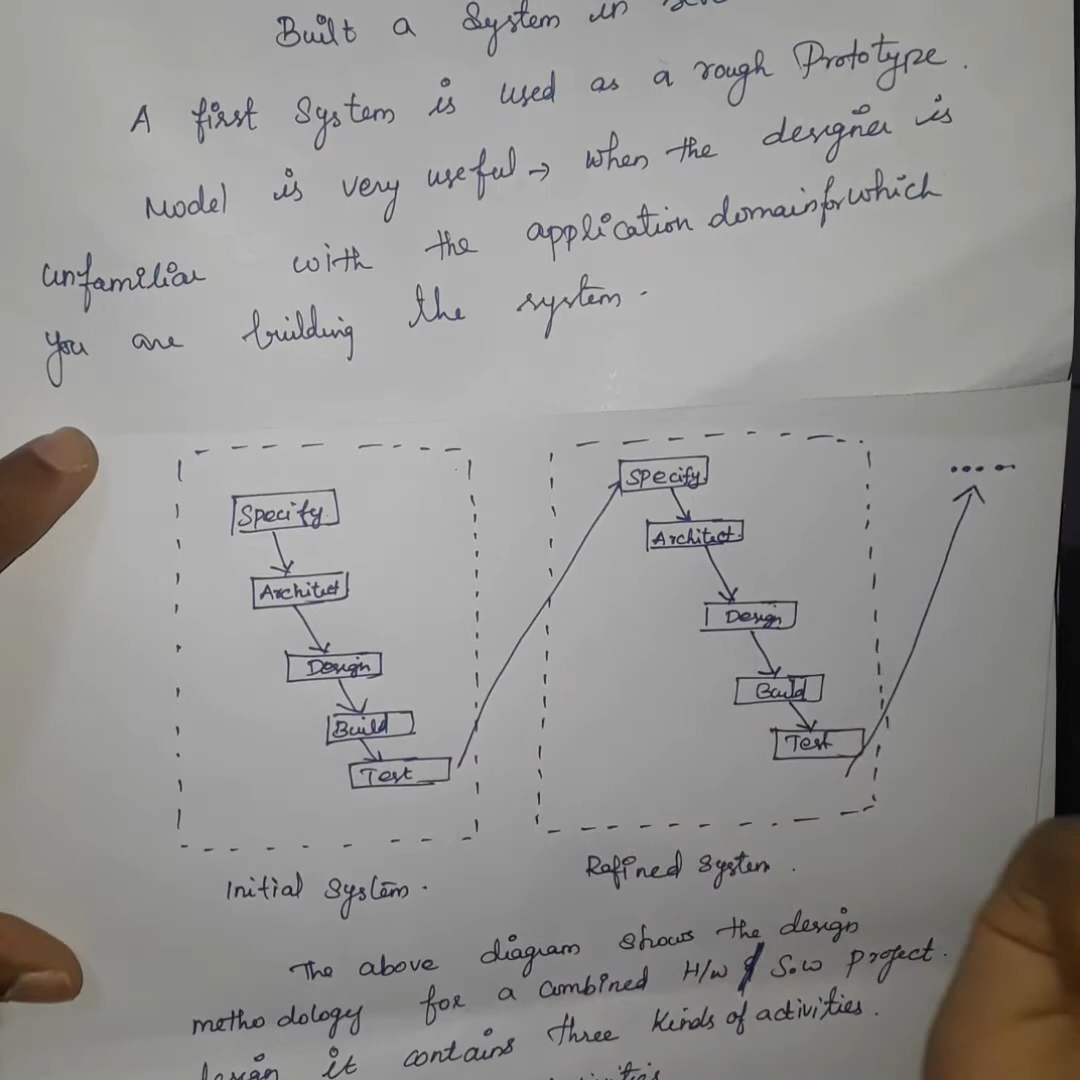 Built a System in
A first System is used as a rough Prototype.
Model is very useful → when the designer is
unfamiliar with the application domain for which
you are building the system.
Specify
Architect
Design
Build
Test
Specify
Architect.
Design
Build
Test
Initial System.
Refined System.
The above diagram shows the design
methodology for a combined H/w & S.w project.
design it contains three kinds of activities.